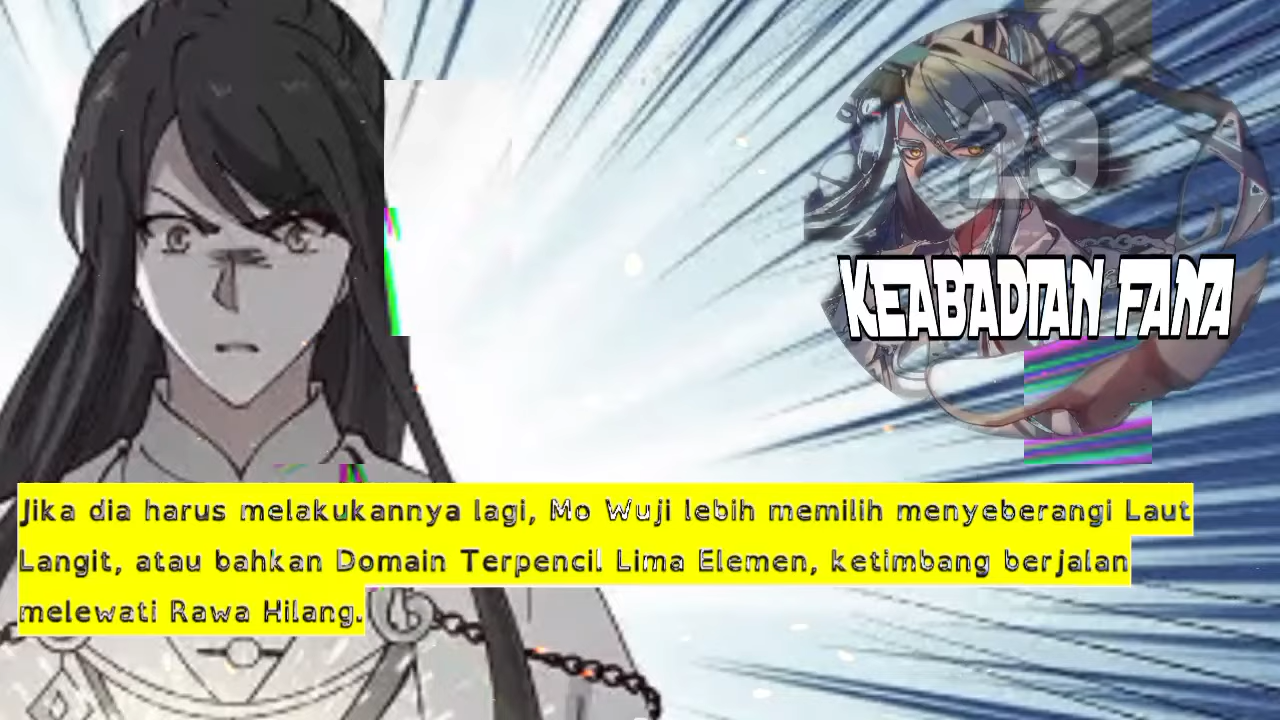 29
KEABADIAN FANA
Jika dia harus melakukannya lagi, Mo Wuji lebih memilih menyeberangi Laut
Langit, atau bahkan Domain Terpencil Lima Elemen, ketimbang berjalan
melewati Rawa Hilang.